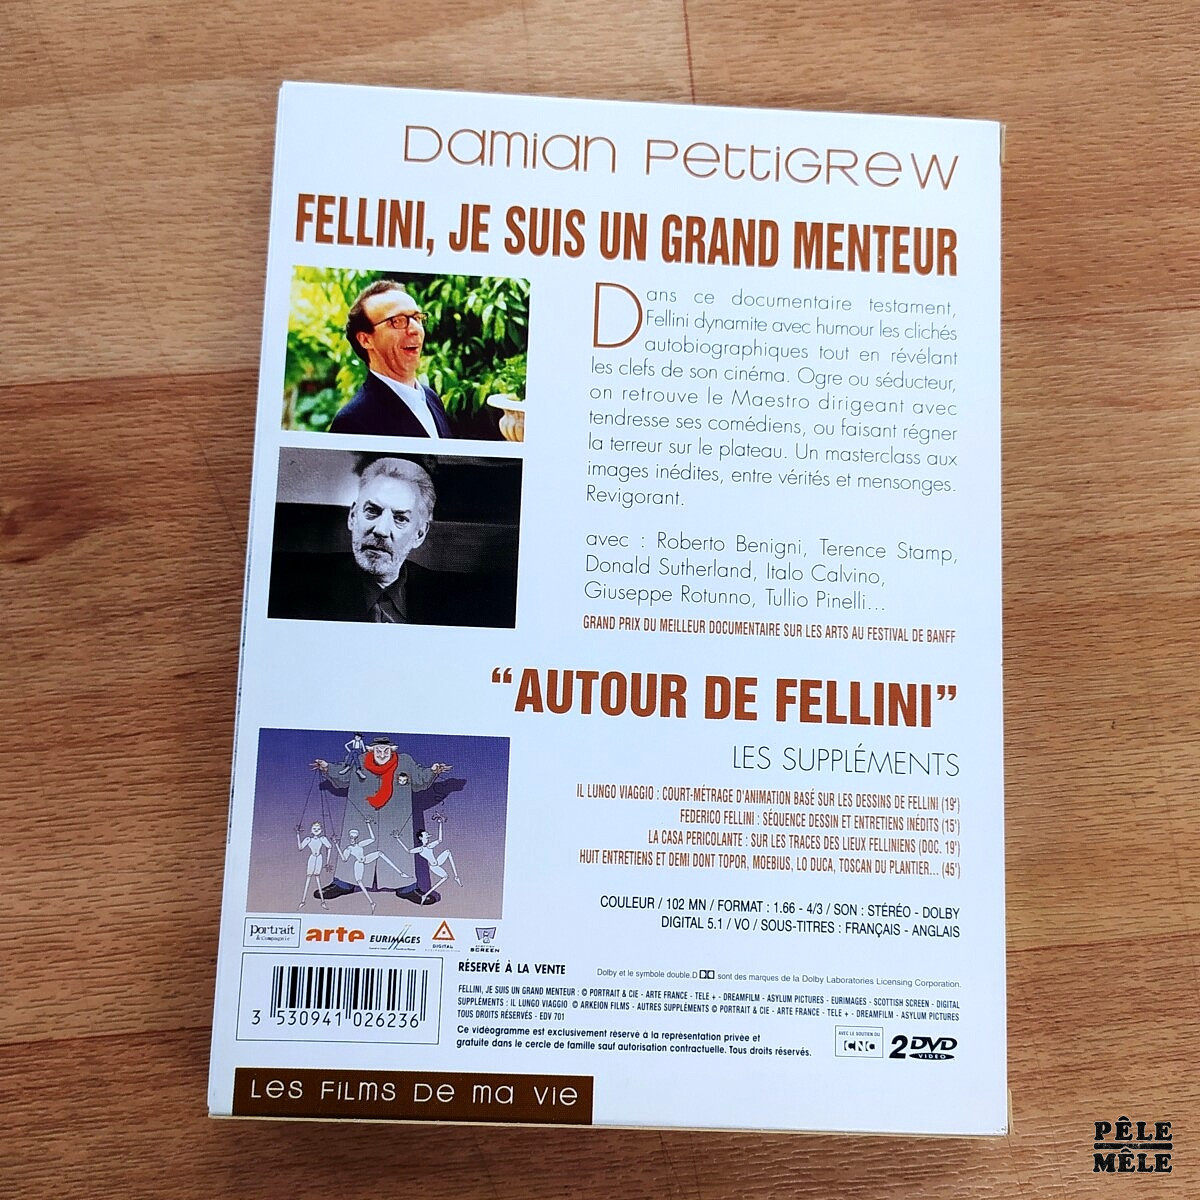 Damian Pettigrew
FELLINI, JE SUIS UN GRAND MENTEUR
Dans ce documentaire testament,
Fellini dynamite avec humour les clichés
autobiographiques tout en révélant
les clefs de son cinéma. Ogre ou séducteur,
on retrouve le Maestro dirigeant avec
tendresse ses comédiens, ou faisant régner
la terreur sur le plateau. Un masterclass aux
images inédites, entre vérités et mensonges.
Revigorant.
avec : Roberto Benigni, Terence Stamp,
Donald Sutherland, Italo Calvino,
Giuseppe Rotunno, Tullio Pinelli...
GRAND PRIX DU MEILLEUR DOCUMENTAIRE SUR LES ARTS AU FESTIVAL DE BANFF
“AUTOUR DE FELLINI”
LES SUPPLÉMENTS
IL LUNGO VIAGGIO : COURT-MÉTRAGE D'ANIMATION BASÉ SUR LES DESSINS DE FELLINI (19')
FEDERICO FELLINI : SÉQUENCE DESSIN ET ENTRETIENS INÉDITS (15')
LA CASA PERICOLANTE : SUR LES TRACES DES LIEUX FELLINIENS (DOC. 19')
HUIT ENTRETIENS ET DEMI DONT TOPOR, MOEBIUS, LO DUCA, TOSCAN DU PLANTIER... (45')
COULEUR / 102 MN / FORMAT : 1.66 - 4/3 / SON : STÉRÉO - DOLBY
DIGITAL 5.1 / VO / SOUS-TITRES : FRANÇAIS - ANGLAIS
portrait & compagnie arte EURIMAGES DIGITAL SCREEN
RÉSERVÉ À LA VENTE
Dolby et le symbole double.D sont des marques de la Dolby Laboratories Licensing Corporation.
FELLINI, JE SUIS UN GRAND MENTEUR : © PORTRAIT & CIE - ARTE FRANCE - TELE + - DREAMFILM - ASYLUM PICTURES - EURIMAGES - SCOTTISH SCREEN - DIGITAL
SUPPLÉMENTS : IL LUNGO VIAGGIO © ARKEION FILMS - AUTRES SUPPLÉMENTS © PORTRAIT & CIE - ARTE FRANCE - TELE + - DREAMFILM - ASYLUM PICTURES
TOUS DROITS RÉSERVÉS - EDV 701
Ce vidéogramme est exclusivement réservé à la représentation privée et
gratuite dans le cercle de famille sauf autorisation contractuelle. Tous droits réservés.
AVEC LE SOUTIEN DU
CNC
2 DVD
VIDEO
3 530941 026236
Les Films de ma vie
PÊLE
MÊLE